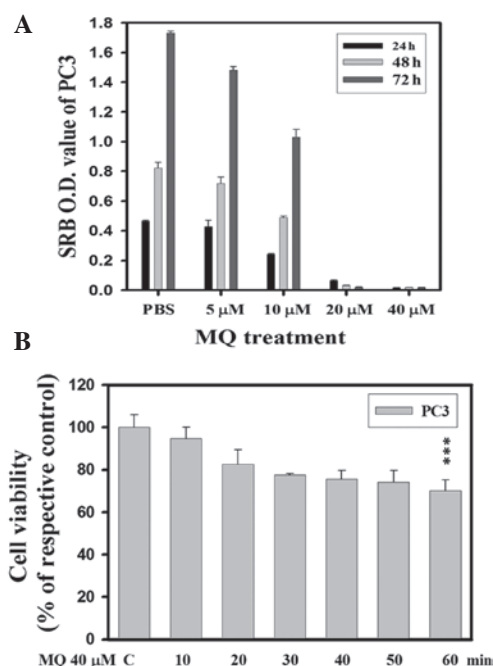 A
SRB O.D. value of PC3
1.8
1.6
1.4
1.2
1.0
0.8
0.6
0.4
0.2
0.0
24 h
48 h
72 h
PBS 5 μM 10 μM 20 μM 40 μM
MQ treatment
B
Cell viability
(% of respective control)
120
100
80
60
40
20
0
PC3
***
MQ 40 μM C 10 20 30 40 50 60 mins